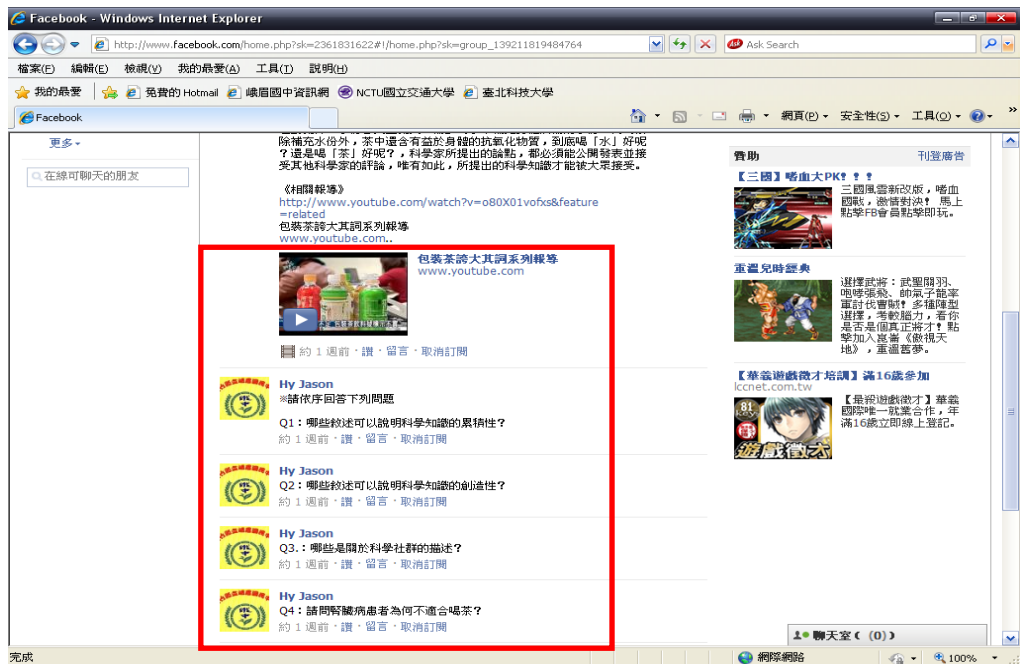 Facebook - Windows Internet Explorer
http://www.facebook.com/home.php?sk=2361831622#!/home.php?sk=group_139211819484764
Ask Search
檔案(F) 編輯(E) 檢視(V) 我的最愛(A) 工具(T) 說明(H)
我的最愛 免費的 Hotmail 峨眉國中資訊網 NCTU國立交通大學 臺北科技大學
Facebook
網頁(P) 安全性(S) 工具(O)
更多
在線可聊天的朋友
除補充水份外,茶中還含有益於身體的抗氧化物質,到底喝「水」好呢
?還是喝「茶」好呢?,科學家所提出的論點,都必須能公開發表並接
受其他科學家的評論,唯有如此,所提出的科學知識才能被大眾接受。
《相關報導》
http://www.youtube.com/watch?v=o80X01vofxs&feature
=related
包裝茶誇大其詞系列報導
www.youtube.com..
包裝茶誇大其詞系列報導
www.youtube.com
約 1 週前 · 讚 · 留言 · 取消訂閱
Hy Jason
※請依序回答下列問題
Q1:哪些敘述可以說明科學知識的累積性?
約 1 週前 · 讚 · 留言 · 取消訂閱
Hy Jason
Q2:哪些敘述可以說明科學知識的創造性?
約 1 週前 · 讚 · 留言 · 取消訂閱
Hy Jason
Q3.:哪些是關於科學社群的描述?
約 1 週前 · 讚 · 留言 · 取消訂閱
Hy Jason
Q4:請問腎臟病患者為何不適合喝茶?
約 1 週前 · 讚 · 留言 · 取消訂閱
贊助 刊登廣告
【三國】嗜血大PK!!!
三國風雲新改版,嗜血
國戰,激情對決!馬上
點擊FB會員點擊即玩。
重溫兒時經典
選擇武將:武聖關羽、
咆哮張飛、帥氣子龍率
軍討伐曹賊!多種陣型
選擇,考較腦力,看你
是否是個真正將才!點
擊加入崑崙《傲視天
地》,重溫舊夢。
【華義遊戲徵才培訓】滿16歲參加
lccnet.com.tw
【最視遊戲徵才】華義
國際唯一就業合作,年
滿16歲立即線上登記。
81
遊戲徵才
聊天室 (0)
完成
網際網路
100%